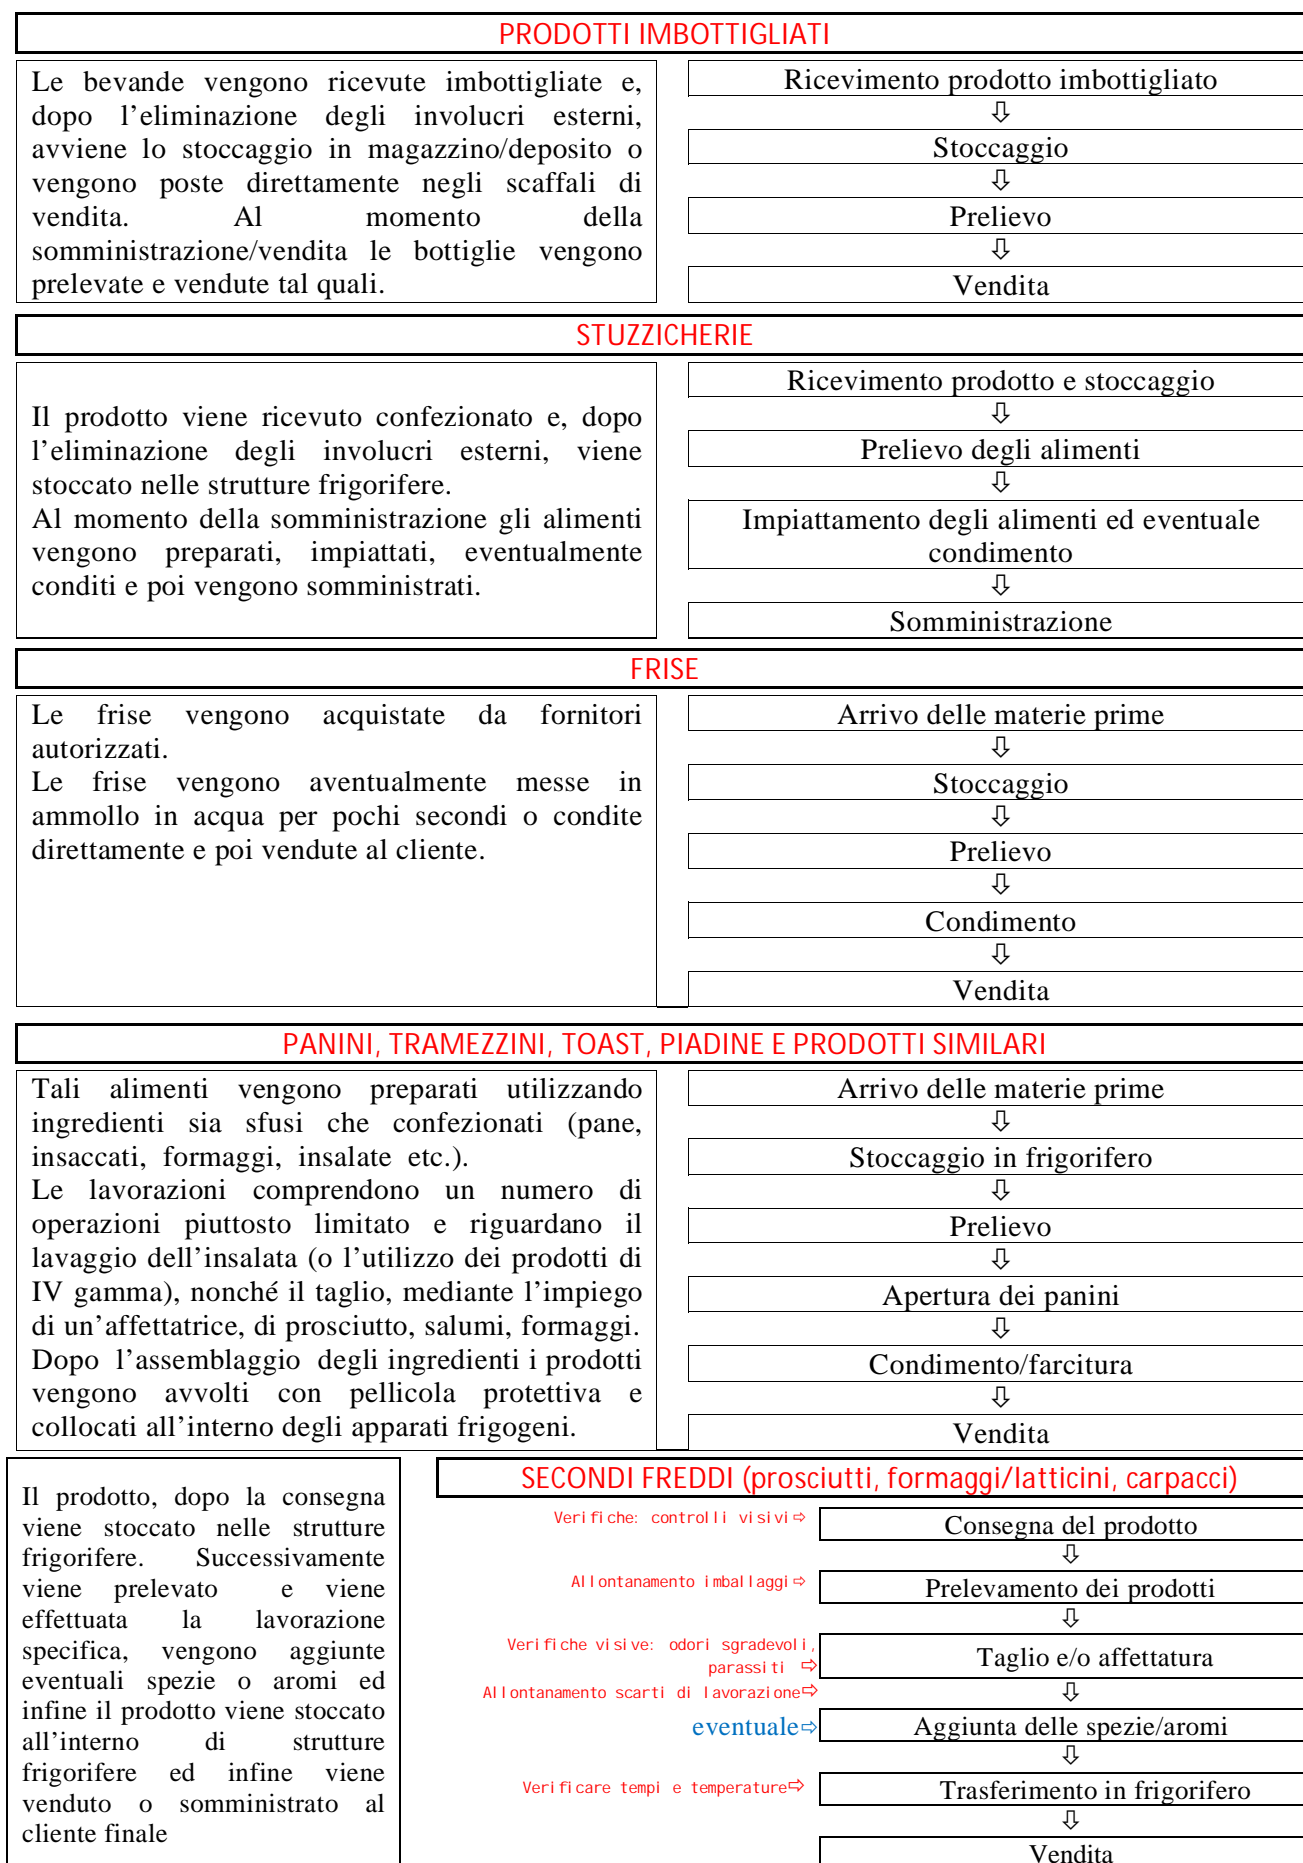 PRODOTTI IMBOTTIGLIATI
Le bevande vengono ricevute imbottigliate e,
dopo l'eliminazione degli involucri esterni,
avviene lo stoccaggio in magazzino/deposito o
vengono poste direttamente negli scaffali di
vendita. Al momento della
somministrazione/vendita le bottiglie vengono
prelevate e vendute tal quali.
Ricevimento prodotto imbottigliato
⇩
Stoccaggio
⇩
Prelievo
⇩
Vendita
STUZZICHERIE
Il prodotto viene ricevuto confezionato e, dopo
l'eliminazione degli involucri esterni, viene
stoccato nelle strutture frigorifere.
Al momento della somministrazione gli alimenti
vengono preparati, impiattati, eventualmente
conditi e poi vengono somministrati.
Ricevimento prodotto e stoccaggio
⇩
Prelievo degli alimenti
⇩
Impiattamento degli alimenti ed eventuale
condimento
⇩
Somministrazione
FRISE
Le frise vengono acquistate da fornitori
autorizzati.
Le frise vengono aventualmente messe in
ammollo in acqua per pochi secondi o condite
direttamente e poi vendute al cliente.
Arrivo delle materie prime
⇩
Stoccaggio
⇩
Prelievo
⇩
Condimento
⇩
Vendita
PANINI, TRAMEZZINI, TOAST, PIADINE E PRODOTTI SIMILARI
Tali alimenti vengono preparati utilizzando
ingredienti sia sfusi che confezionati (pane,
insaccati, formaggi, insalate etc.).
Le lavorazioni comprendono un numero di
operazioni piuttosto limitato e riguardano il
lavaggio dell'insalata (o l'utilizzo dei prodotti di
IV gamma), nonché il taglio, mediante l'impiego
di un'affettatrice, di prosciutto, salumi, formaggi.
Dopo l'assemblaggio degli ingredienti i prodotti
vengono avvolti con pellicola protettiva e
collocati all'interno degli apparati frigogeni.
Arrivo delle materie prime
⇩
Stoccaggio in frigorifero
⇩
Prelievo
⇩
Apertura dei panini
⇩
Condimento/farcitura
⇩
Vendita
Il prodotto, dopo la consegna
viene stoccato nelle strutture
frigorifere. Successivamente
viene prelevato e viene
effettuata la lavorazione
specifica, vengono aggiunte
eventuali spezie o aromi ed
infine il prodotto viene stoccato
all'interno di strutture
frigorifere ed infine viene
venduto o somministrato al
cliente finale
SECONDI FREDDI (prosciutti, formaggi/latticini, carpacci)
Verifiche: controlli visivi⇨ Consegna del prodotto
⇩
Allontanamento imballaggi⇨ Prelevamento dei prodotti
⇩
Verifiche visive: odori sgradevoli,
parassiti ⇨ Taglio e/o affettatura
Allontanamento scarti di lavorazione⇨ ⇩
eventuale⇨ Aggiunta delle spezie/aromi
⇩
Verificare tempi e temperature⇨ Trasferimento in frigorifero
⇩
Vendita